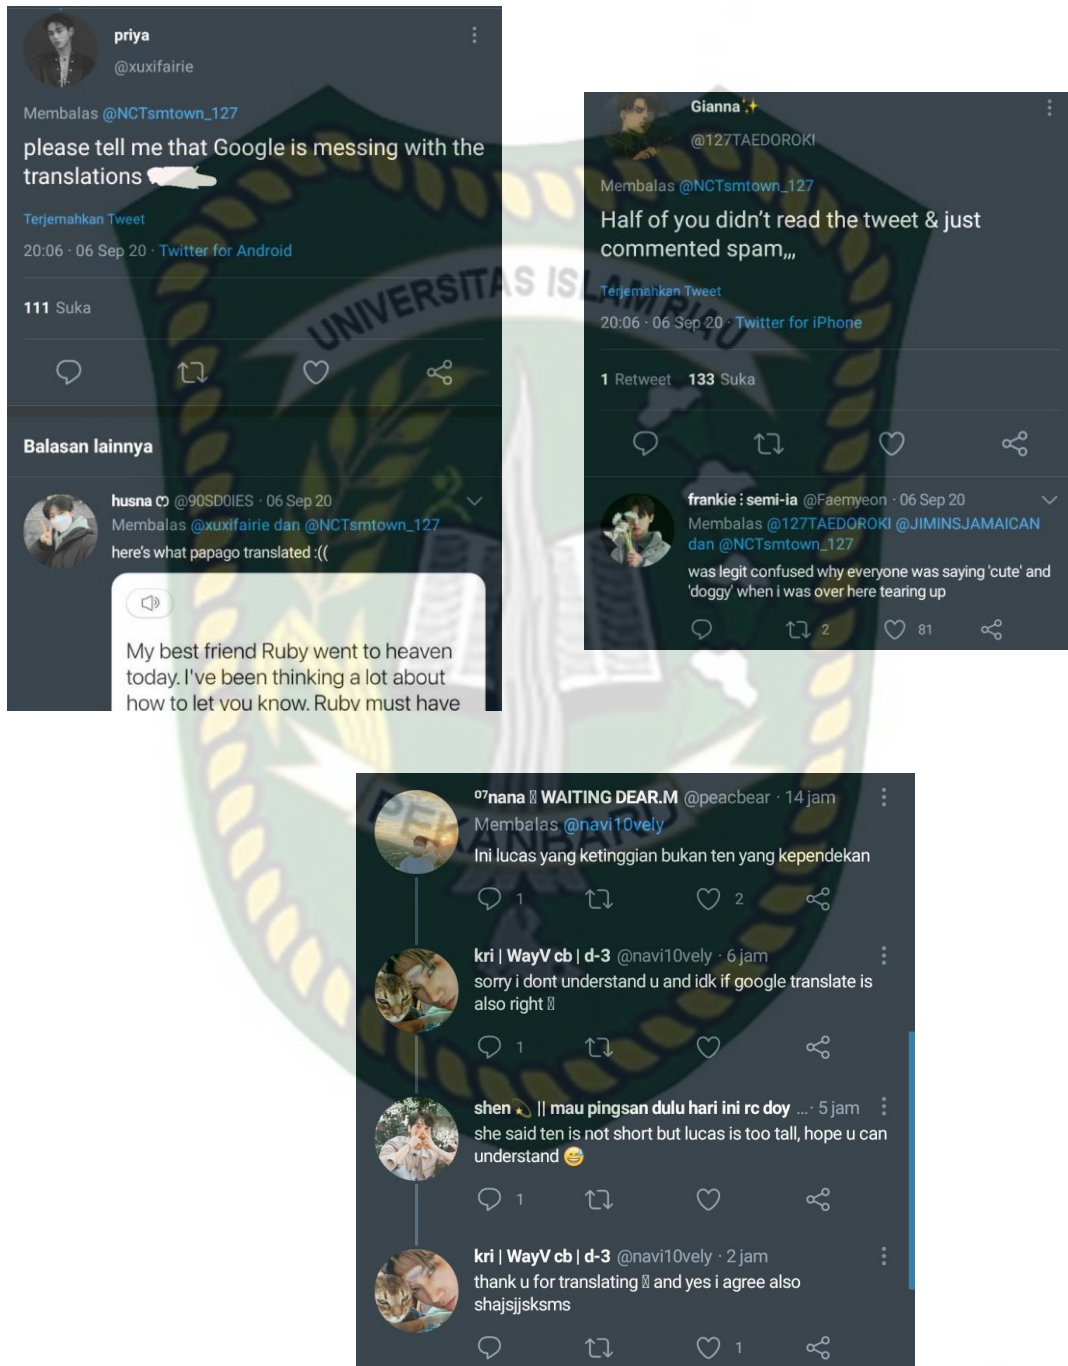 priya
@xuxifairie
Membalas @NCTsmtown_127
please tell me that Google is messing with the
translations
Terjemahkan Tweet
20:06 · 06 Sep 20 · Twitter for Android
111 Suka
Balasan lainnya
husna ლ @90SD0IES · 06 Sep 20
Membalas @xuxifairie dan @NCTsmtown_127
here's what papago translated :((
My best friend Ruby went to heaven
today. I've been thinking a lot about
how to let you know. Ruby must have
Gianna✨
@127TAEDOROKI
Membalas @NCTsmtown_127
Half of you didn't read the tweet & just
commented spam,,,
Terjemahkan Tweet
20:06 · 06 Sep 20 · Twitter for iPhone
1 Retweet 133 Suka
frankie⋮semi-ia @Faemyeon · 06 Sep 20
Membalas @127TAEDOROKI @JIMINSJAMAICAN
dan @NCTsmtown_127
was legit confused why everyone was saying 'cute' and
'doggy' when i was over here tearing up
2 81
UNIVERSITAS ISLAM RIAU
PEKANBARU
⁰⁷nana WAITING DEAR.M @peacbear · 14 jam
Membalas @navi10vely
Ini lucas yang ketinggian bukan ten yang kependekan
1 2
kri | WayV cb | d-3 @navi10vely · 6 jam
sorry i dont understand u and idk if google translate is
also right
1
shen💫 || mau pingsan dulu hari ini rc doy ... · 5 jam
she said ten is not short but lucas is too tall, hope u can
understand 😅
1
kri | WayV cb | d-3 @navi10vely · 2 jam
thank u for translating and yes i agree also
shajsjjsksms
1